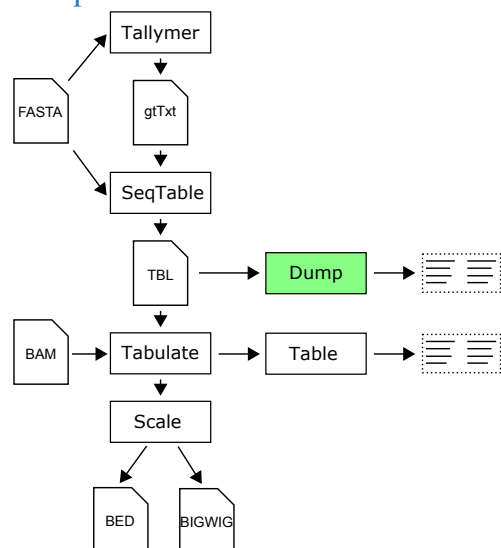 Tallymer
FASTA
gtTxt
SeqTable
TBL
Dump
BAM
Tabulate
Table
Scale
BED
BIGWIG